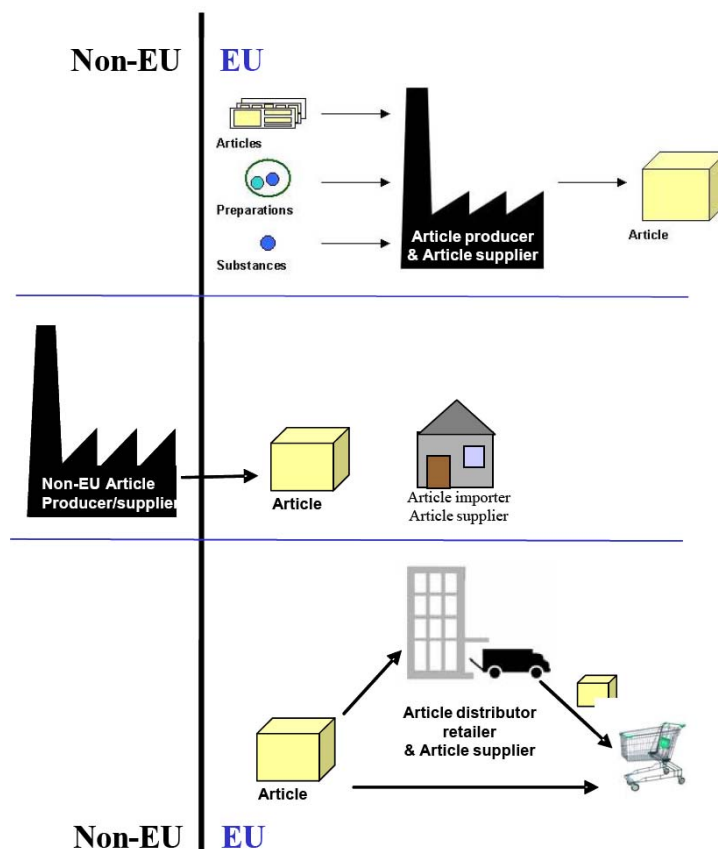 Non-EU EU
Articles
Preparations
Substances
Article producer
& Article supplier
Article
Non-EU Article
Producer/supplier
Article
Article importer
Article supplier
Article distributor
retailer
& Article supplier
Article
Non-EU EU